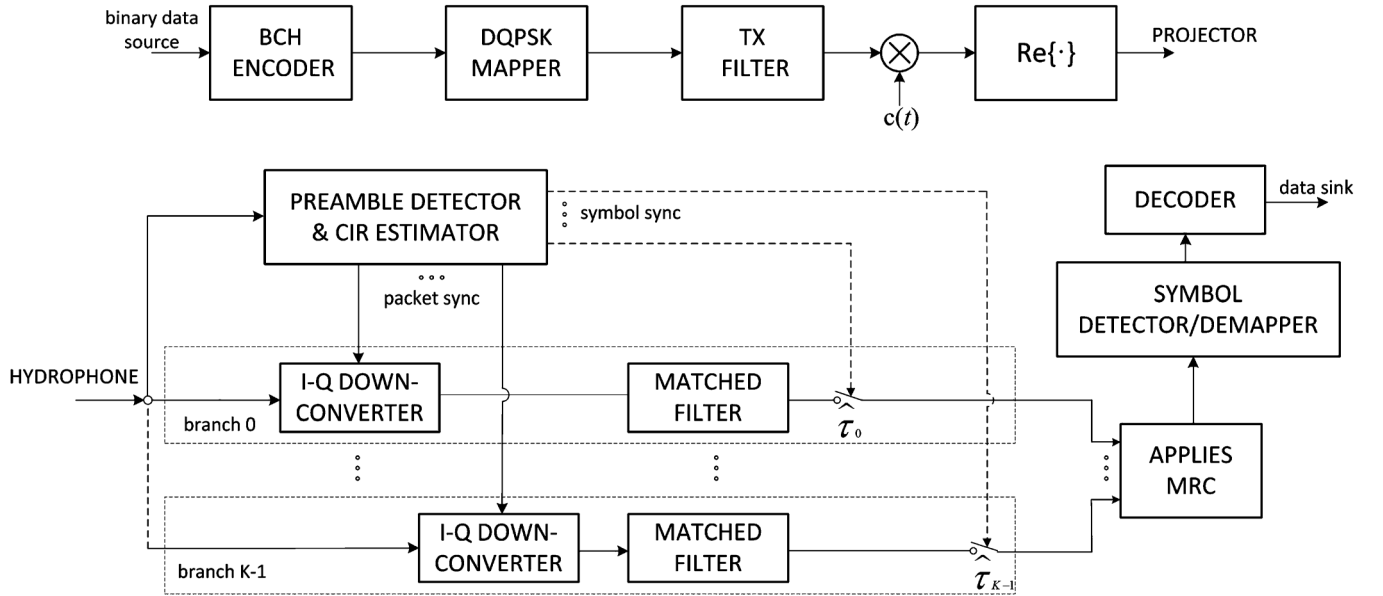 binary data
source
BCH
ENCODER
DQPSK
MAPPER
TX
FILTER
c(t)
Re{·}
PROJECTOR
PREAMBLE DETECTOR
& CIR ESTIMATOR
symbol sync
packet sync
DECODER
data sink
SYMBOL
DETECTOR/DEMAPPER
HYDROPHONE
I-Q DOWN-
CONVERTER
MATCHED
FILTER
branch 0
τ̂₀
APPLIES
MRC
I-Q DOWN-
CONVERTER
MATCHED
FILTER
branch K-1
τ̂_{K-1}